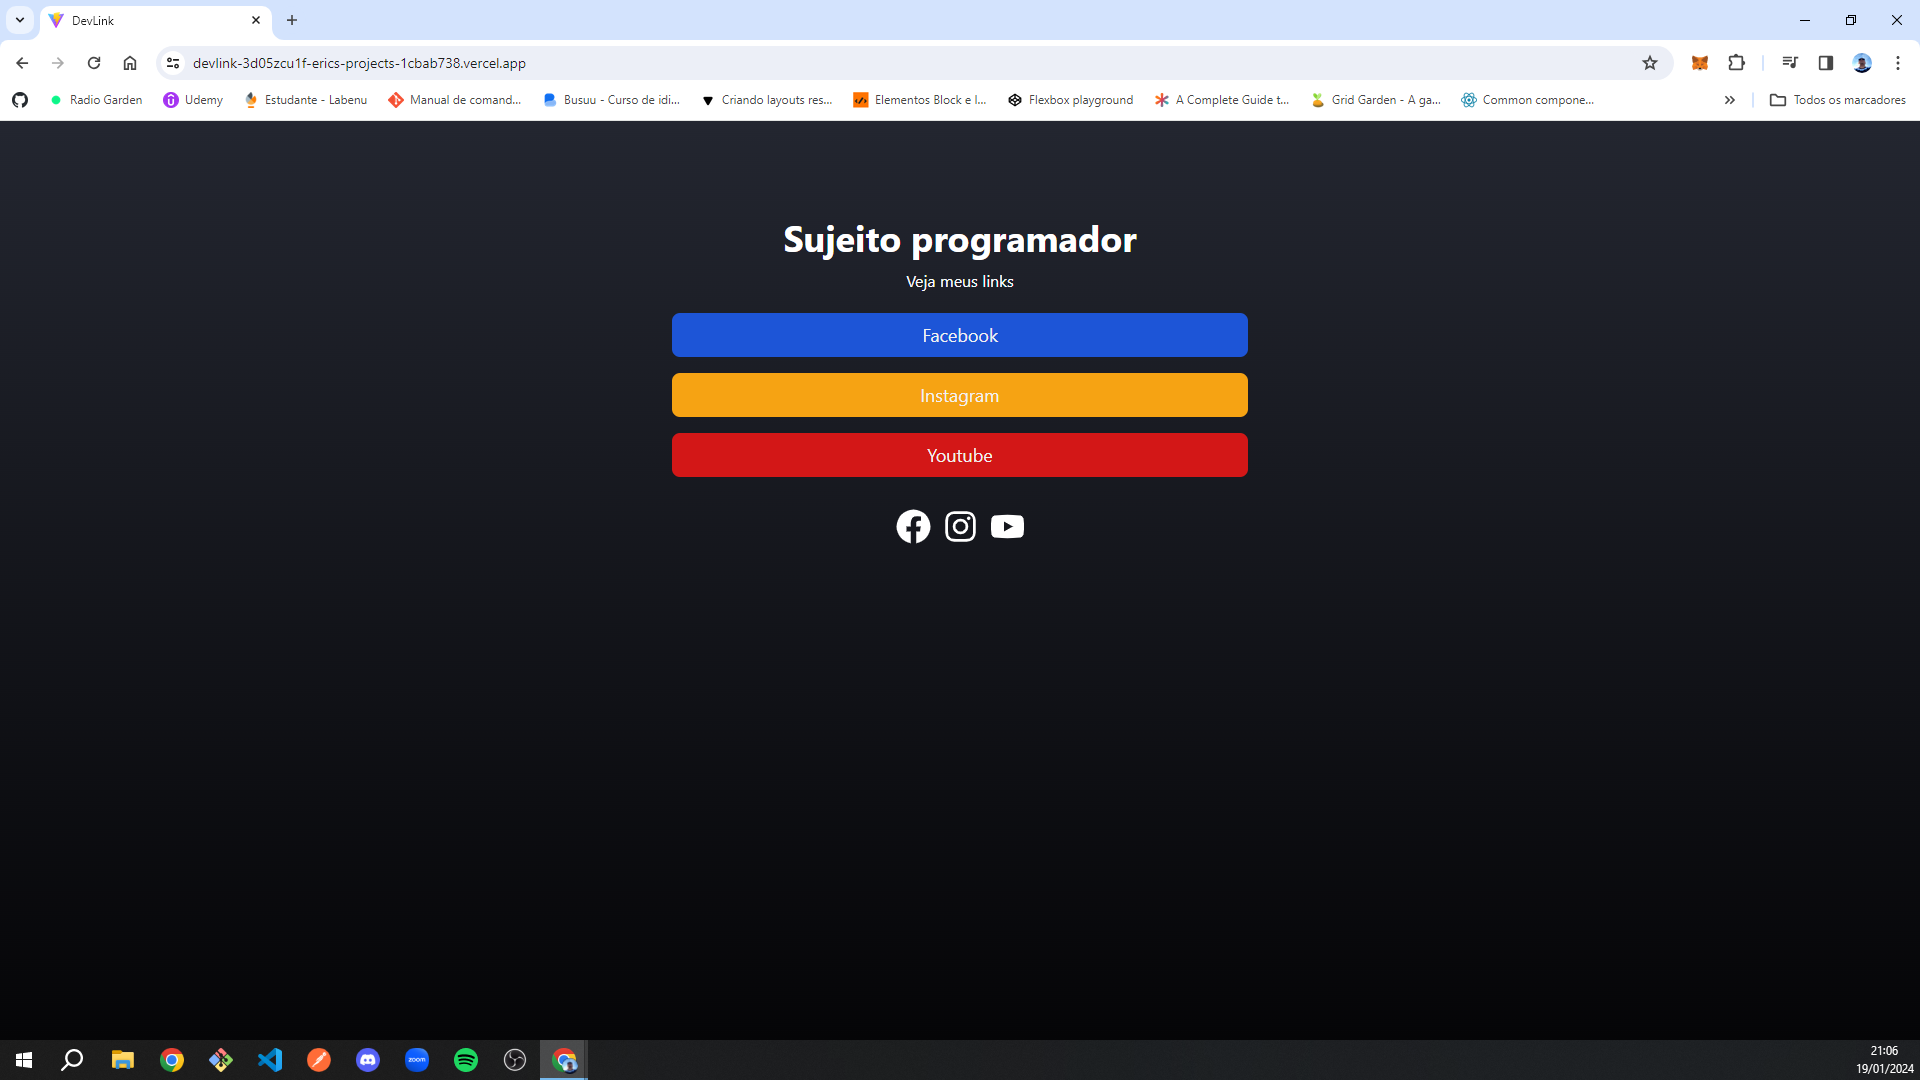 DevLink
devlink-3d05zcu1f-erics-projects-1cbab738.vercel.app
Radio Garden
Udemy
Estudante - Labenu
Manual de comand...
Busuu - Curso de idi...
Criando layouts res...
Elementos Block e I...
Flexbox playground
A Complete Guide t...
Grid Garden - A ga...
Common compone...
Todos os marcadores
Sujeito programador
Veja meus links
Facebook
Instagram
Youtube
zoom
21:06
19/01/2024